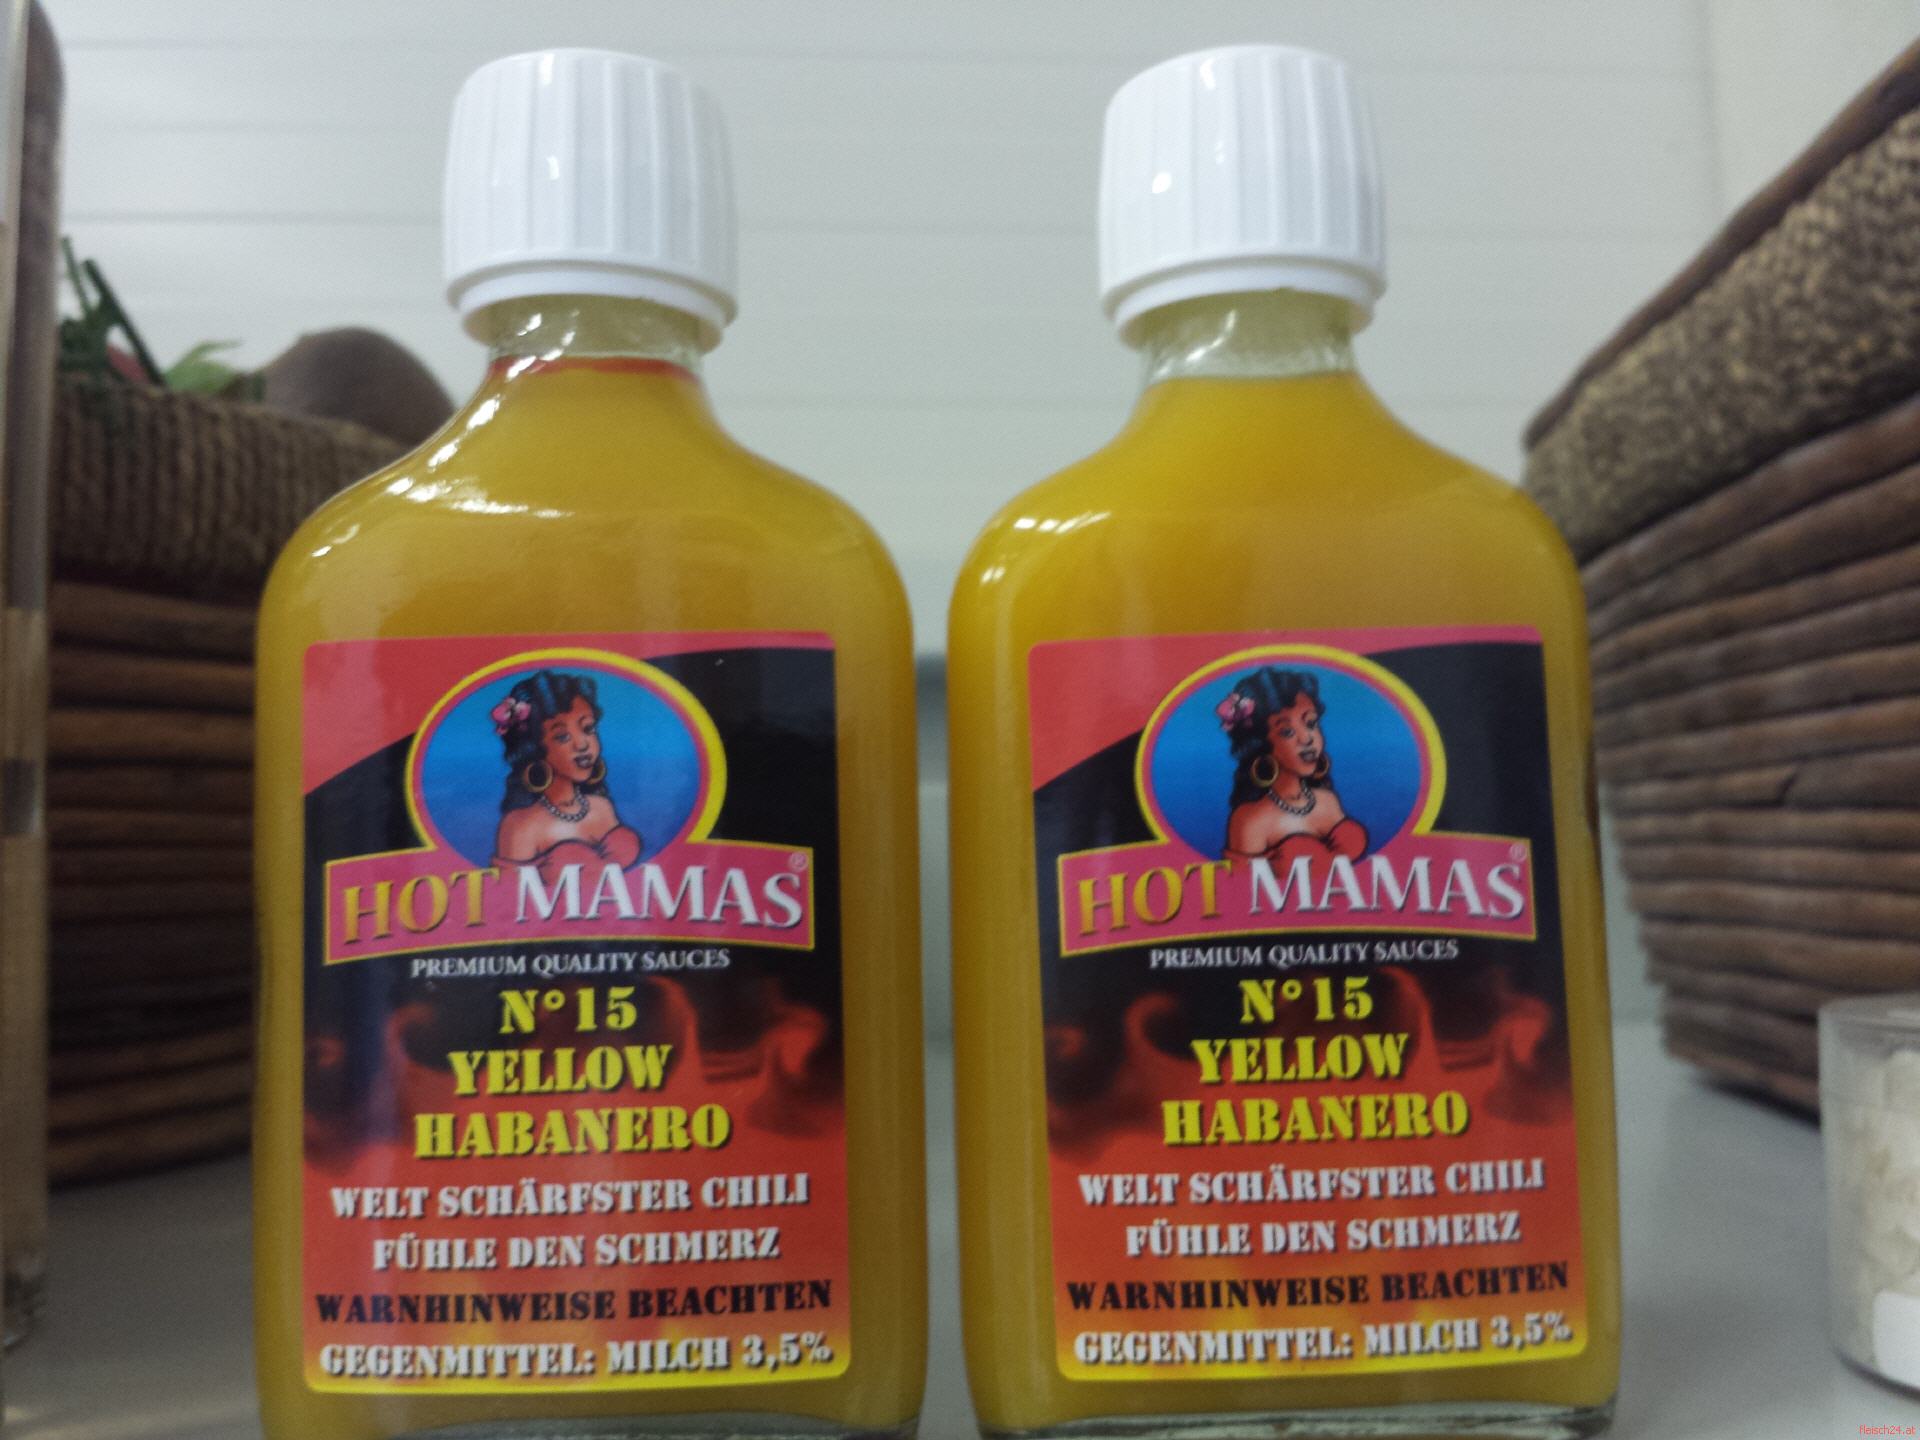 HOT MAMAS®
PREMIUM QUALITY SAUCES
N°15
YELLOW
HABANERO
WELT SCHÄRFSTER CHILI
FÜHLE DEN SCHMERZ
WARNHINWEISE BEACHTEN
GEGENMITTEL: MILCH 3,5%
HOT MAMAS®
PREMIUM QUALITY SAUCES
N°15
YELLOW
HABANERO
WELT SCHÄRFSTER CHILI
FÜHLE DEN SCHMERZ
WARNHINWEISE BEACHTEN
GEGENMITTEL: MILCH 3,5%
fleisch24.at